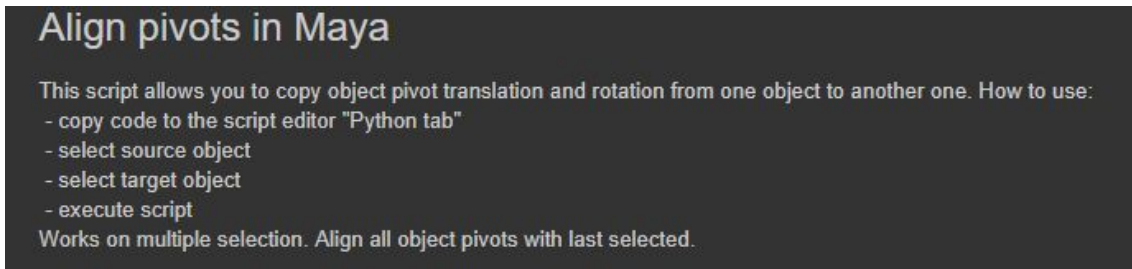 Align pivots in Maya
This script allows you to copy object pivot translation and rotation from one object to another one. How to use:
- copy code to the script editor "Python tab"
- select source object
- select target object
- execute script
Works on multiple selection. Align all object pivots with last selected.